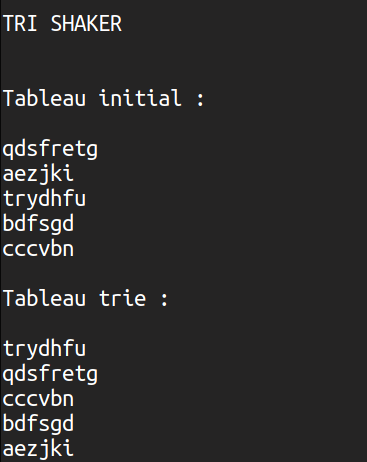 TRI SHAKER
Tableau initial :
qdsfretg
aezjki
trydhfu
bdfsgd
cccvbn
Tableau trie :
trydhfu
qdsfretg
cccvbn
bdfsgd
aezjki